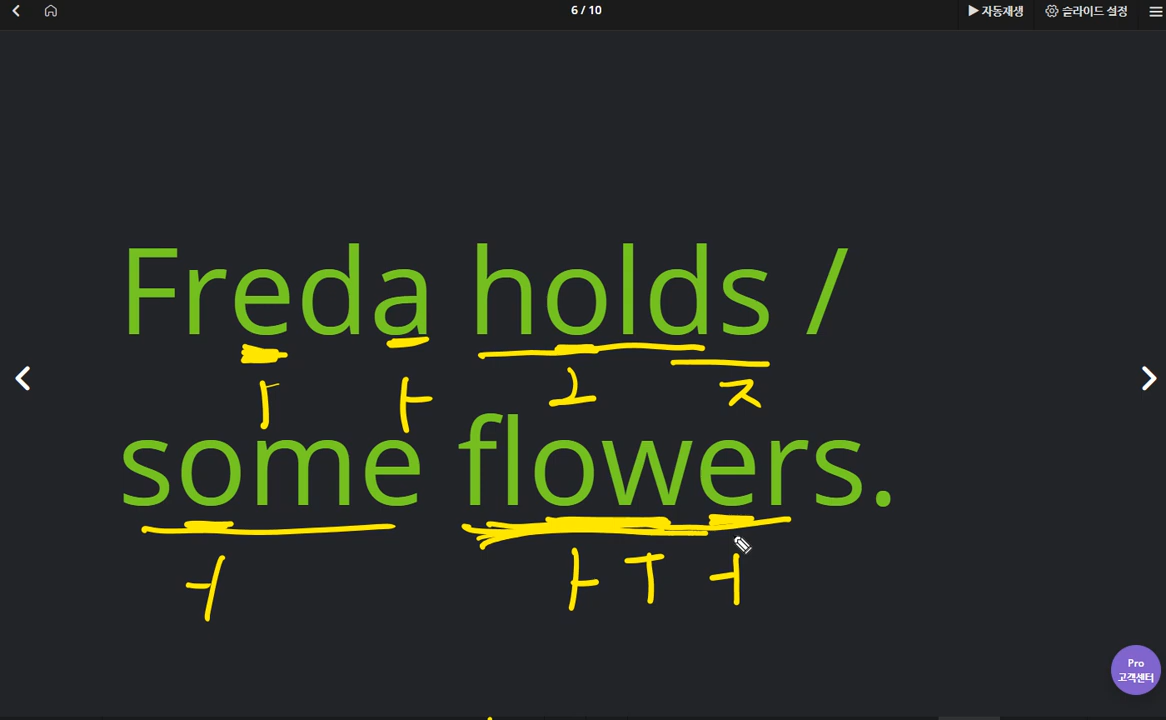 6 / 10
▶ 자동재생
슬라이드 설정
Freda holds /
ㅏ ㅗ ㅈ
some flowers.
ㅓ ㅏ ㅜ ㅓ
Pro
고객센터